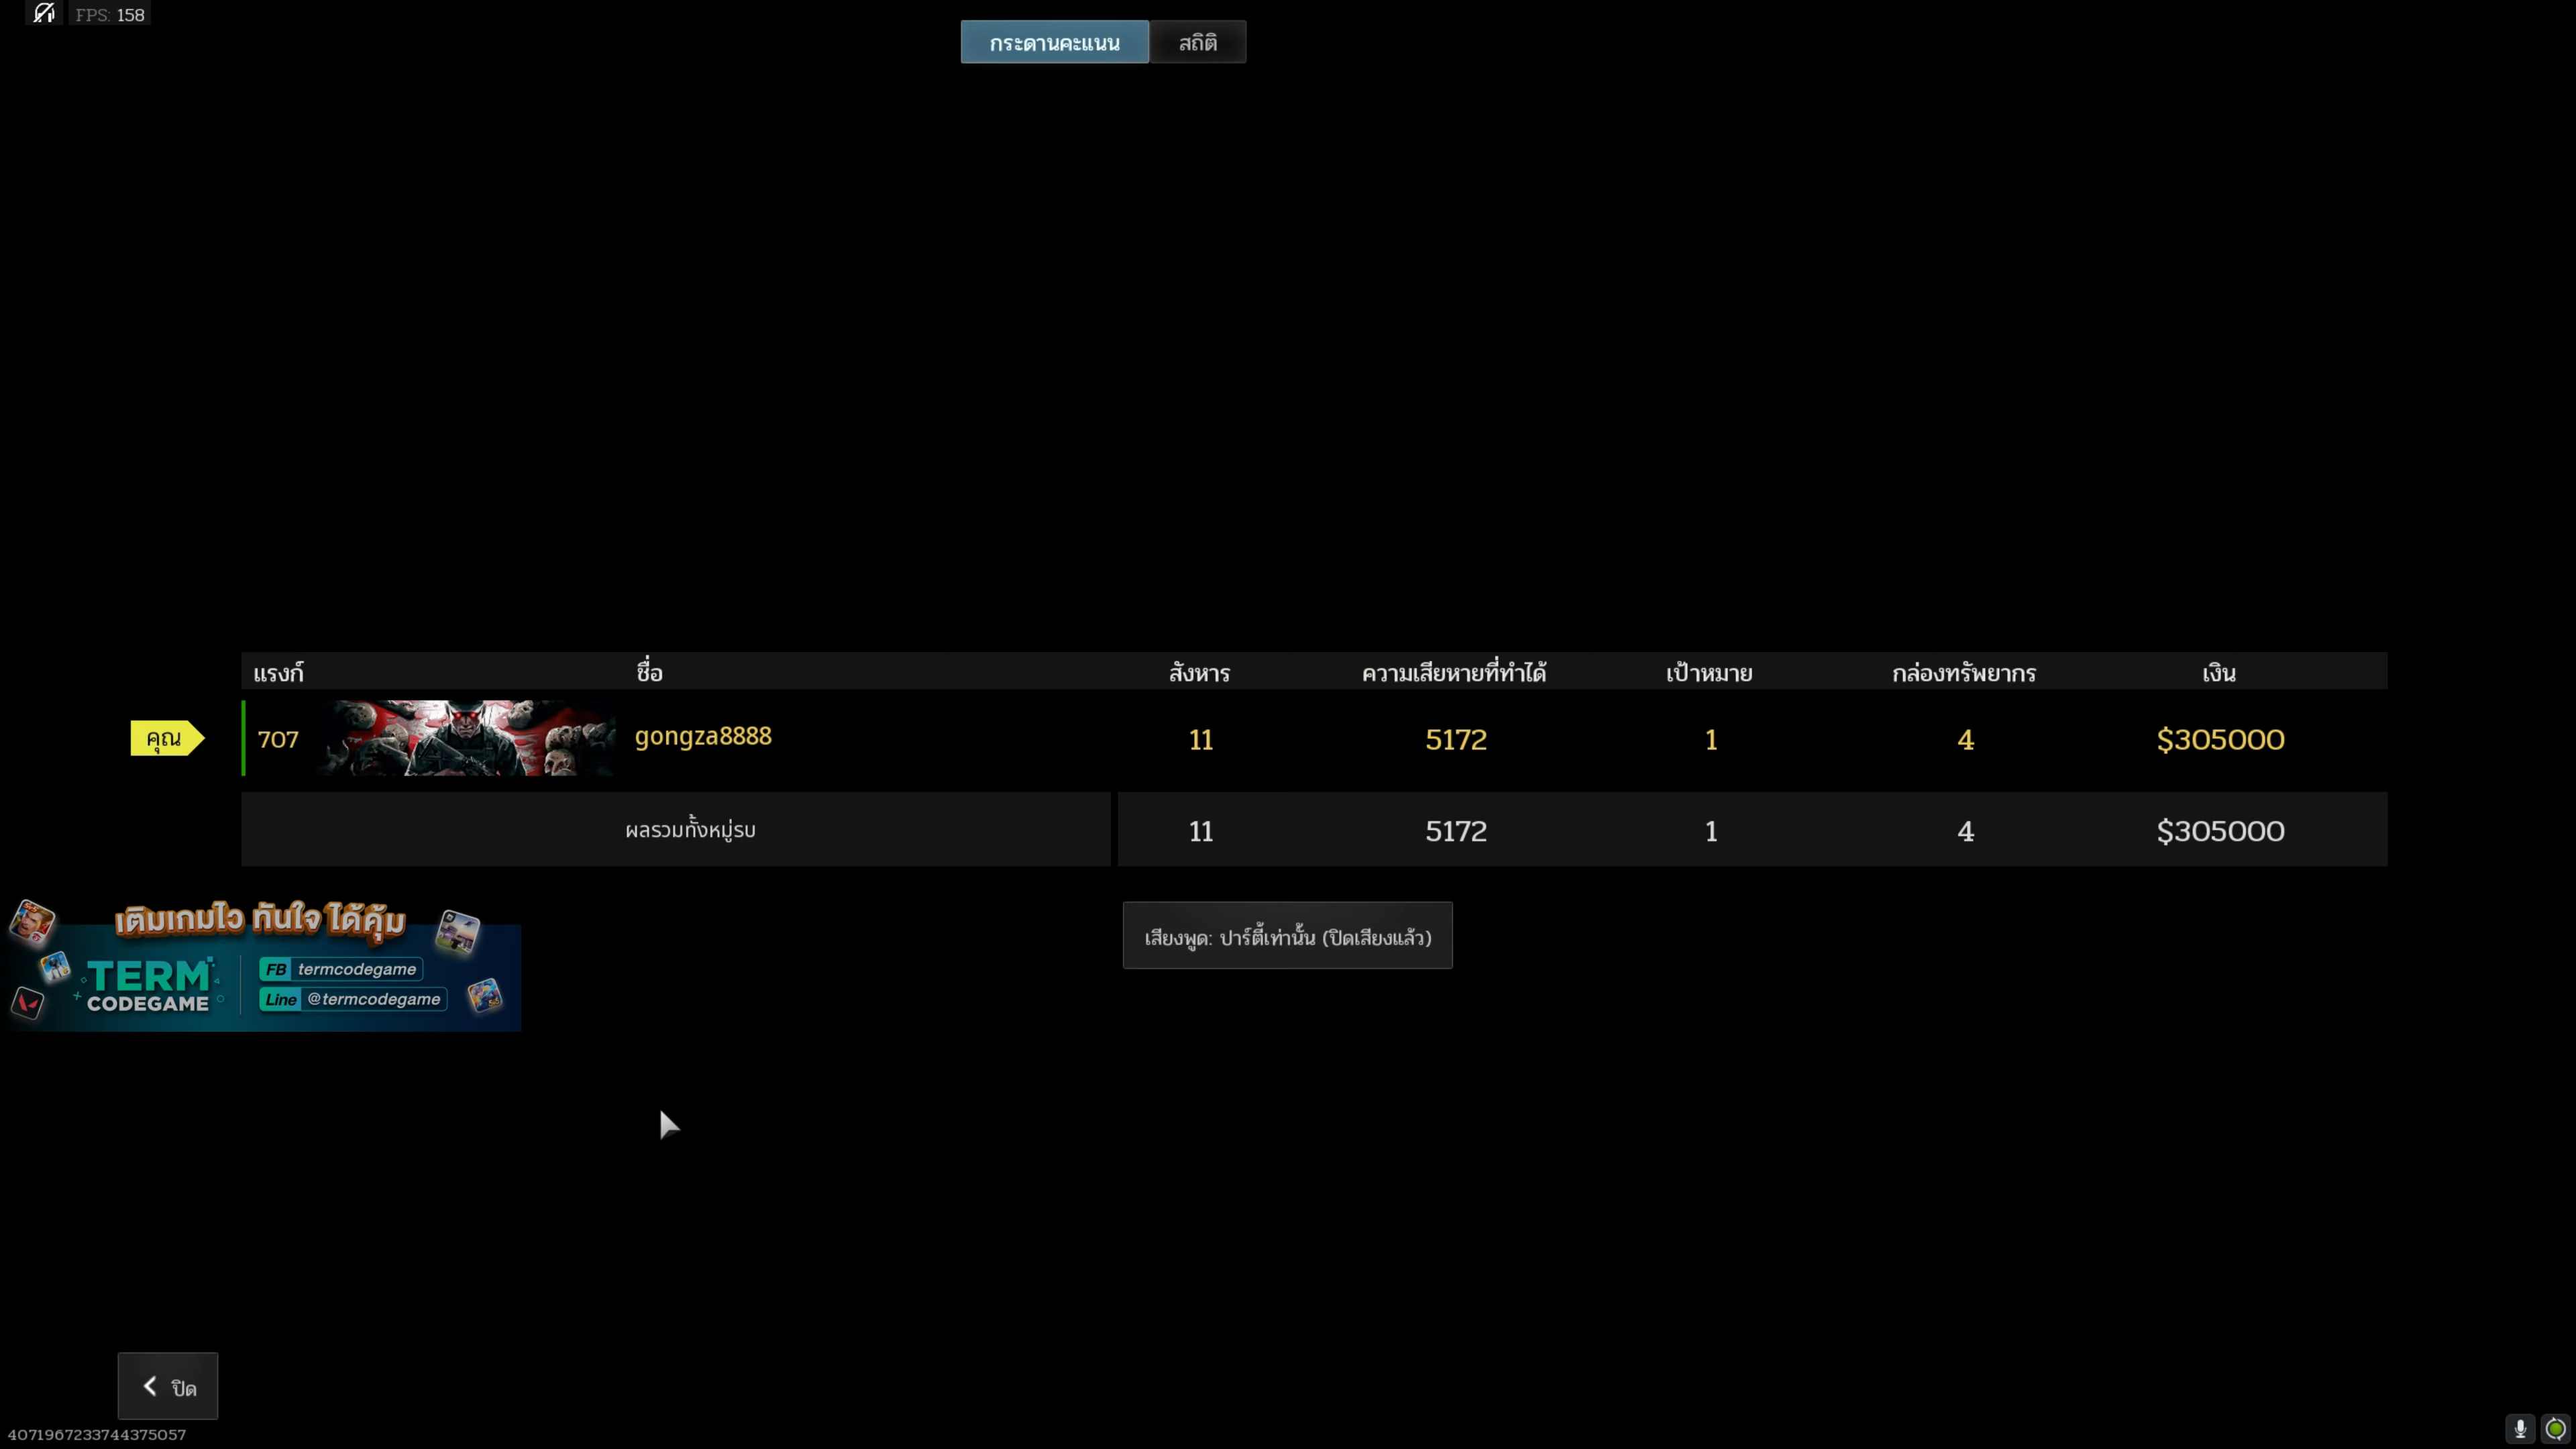 FPS: 158
กระดานคะแนน สถิติ
แรงก์ ชื่อ สังหาร ความเสียหายที่ทำได้ เป้าหมาย กล่องทรัพยากร เงิน
คุณ 707 gongza8888 11 5172 1 4 $305000
ผลรวมทั้งหมู่รบ 11 5172 1 4 $305000
เติมเกมไว ทันใจ ได้คุ้ม
TERM CODEGAME
FB termcodegame
Line @termcodegame
เสียงพูด: ปาร์ตี้เท่านั้น (ปิดเสียงแล้ว)
ปิด
4071967233744375057